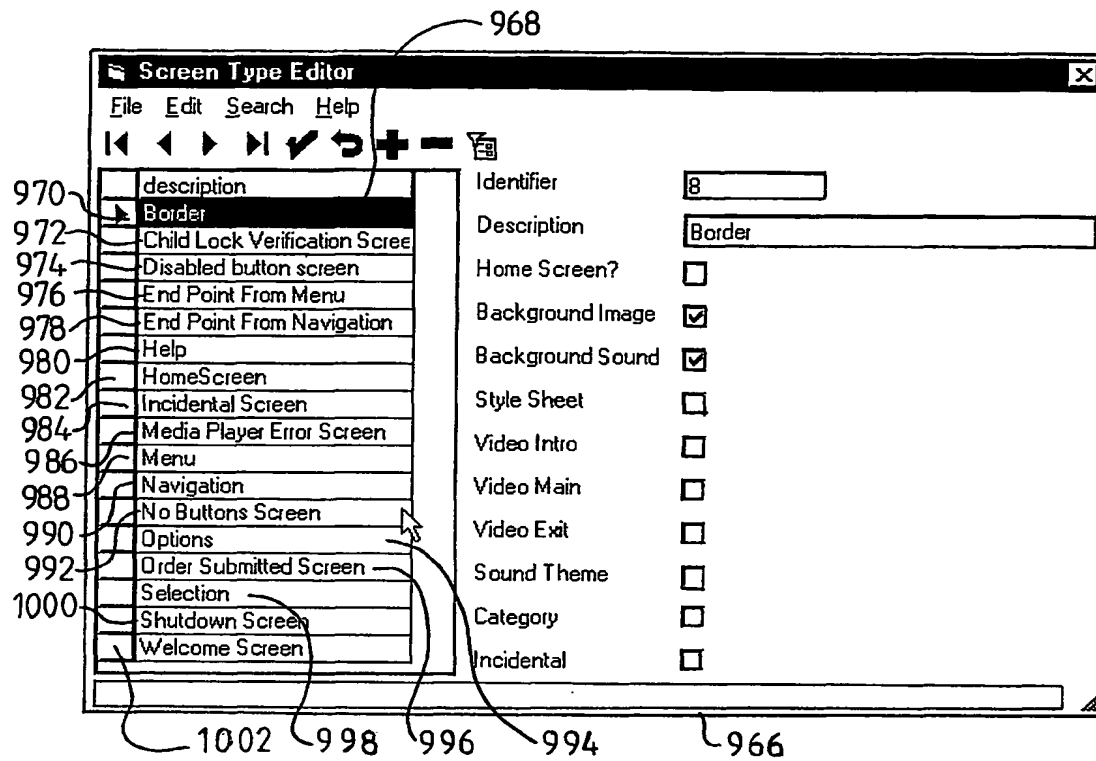 968
Screen Type Editor
File Edit Search Help
description
Border
Child Lock Verification Scree
Disabled button screen
End Point From Menu
End Point From Navigation
Help
HomeScreen
Incidental Screen
Media Player Error Screen
Menu
Navigation
No Buttons Screen
Options
Order Submitted Screen
Selection
Shutdown Screen
Welcome Screen
970
972
974
976
978
980
982
984
986
988
990
992
1000
Identifier 8
Description Border
Home Screen?
Background Image
Background Sound
Style Sheet
Video Intro
Video Main
Video Exit
Sound Theme
Category
Incidental
1002 998 996 994 966